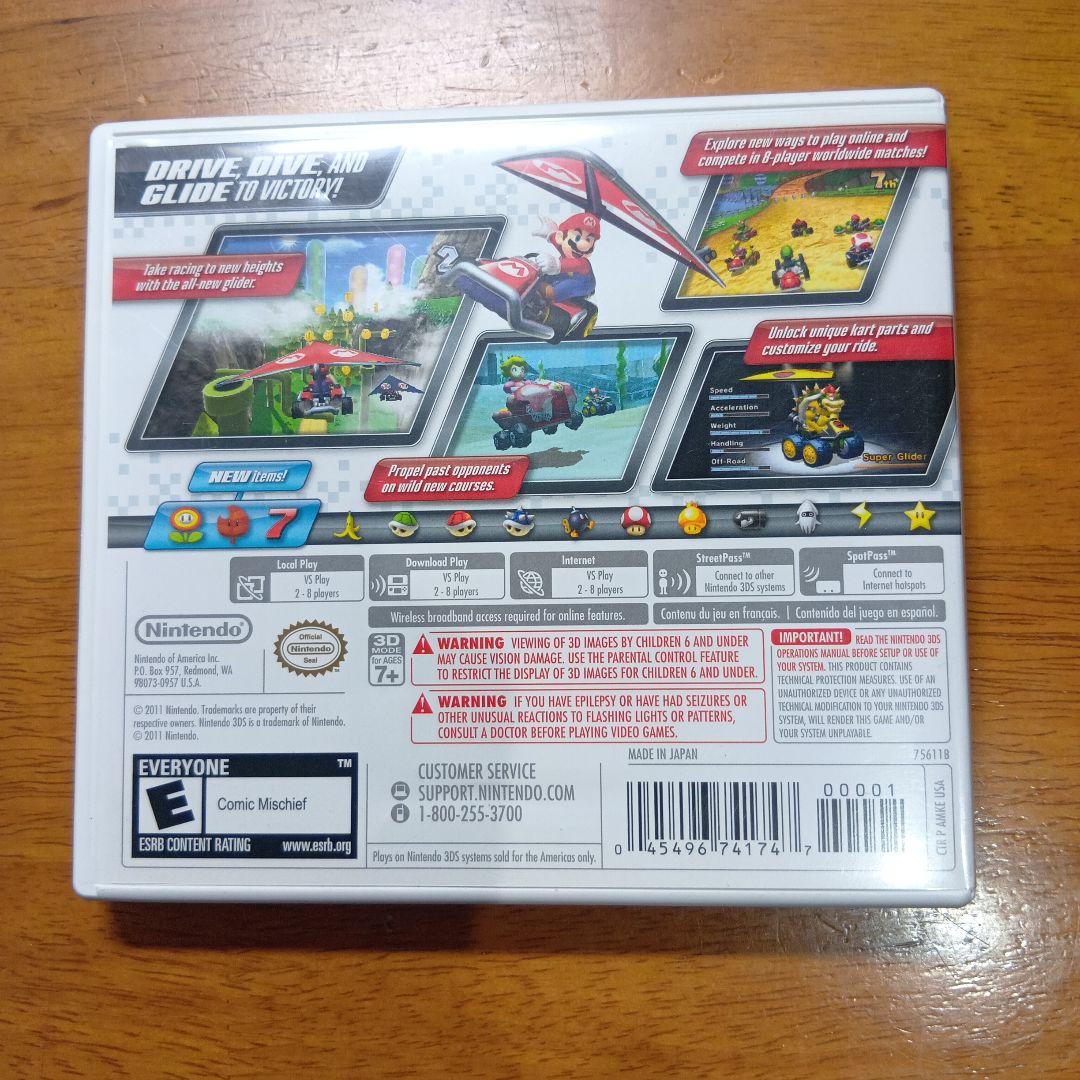 DRIVE, DIVE, AND
GLIDE TO VICTORY!
Explore new ways to play online and
compete in 8-player worldwide matches!
7th
Take racing to new heights
with the all-new glider.
Unlock unique kart parts and
customize your ride.
Speed
Acceleration
Weight
Handling
Off-Road
Super Glider
Propel past opponents
on wild new courses.
NEW items!
7
Local Play
VS Play
2 - 8 players
Download Play
VS Play
2 - 8 players
Internet
VS Play
2 - 8 players
StreetPass™
Connect to other
Nintendo 3DS systems
SpotPass™
Connect to
Internet hotspots
Wireless broadband access required for online features.
Contenu du jeu en français. | Contenido del juego en español.
Nintendo®
Nintendo of America Inc.
P.O. Box 957, Redmond, WA
98073-0957 U.S.A.
Official
Nintendo
Seal
3D
MODE
for AGES
7+
WARNING VIEWING OF 3D IMAGES BY CHILDREN 6 AND UNDER
MAY CAUSE VISION DAMAGE. USE THE PARENTAL CONTROL FEATURE
TO RESTRICT THE DISPLAY OF 3D IMAGES FOR CHILDREN 6 AND UNDER.
WARNING IF YOU HAVE EPILEPSY OR HAVE HAD SEIZURES OR
OTHER UNUSUAL REACTIONS TO FLASHING LIGHTS OR PATTERNS,
CONSULT A DOCTOR BEFORE PLAYING VIDEO GAMES.
IMPORTANT! READ THE NINTENDO 3DS
OPERATIONS MANUAL BEFORE SETUP OR USE OF
YOUR SYSTEM. THIS PRODUCT CONTAINS
TECHNICAL PROTECTION MEASURES. USE OF AN
UNAUTHORIZED DEVICE OR ANY UNAUTHORIZED
TECHNICAL MODIFICATION TO YOUR NINTENDO 3DS
SYSTEM, WILL RENDER THIS GAME AND/OR
YOUR SYSTEM UNPLAYABLE.
© 2011 Nintendo. Trademarks are property of their
respective owners. Nintendo 3DS is a trademark of Nintendo.
© 2011 Nintendo.
EVERYONE ™
E
Comic Mischief
ESRB CONTENT RATING www.esrb.org
CUSTOMER SERVICE
SUPPORT.NINTENDO.COM
1-800-255-3700
Plays on Nintendo 3DS systems sold for the Americas only.
MADE IN JAPAN
75611B
00001
0 45496 74174 7
CTR P AMKE USA